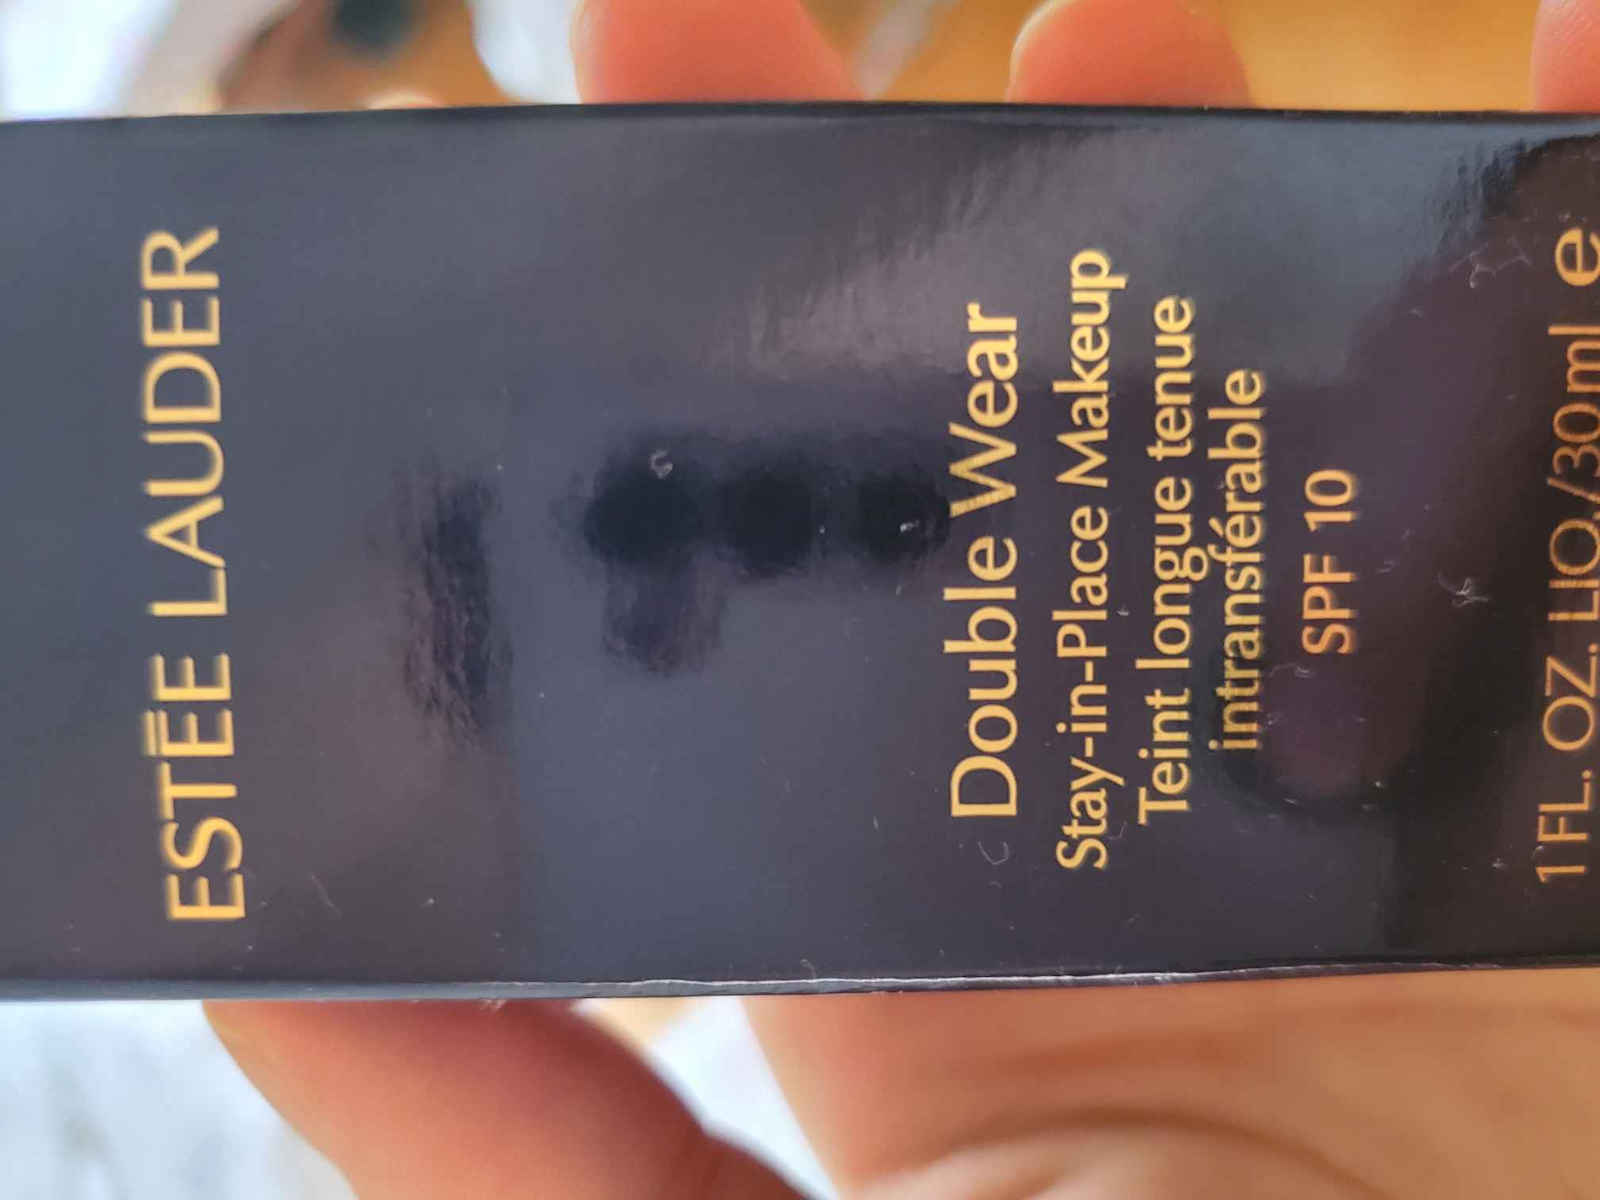 ESTĒE LAUDER
Double Wear
Stay-in-Place Makeup
Teint longue tenue
intransférable
SPF 10
1 FL. OZ. LIQ./30ml e